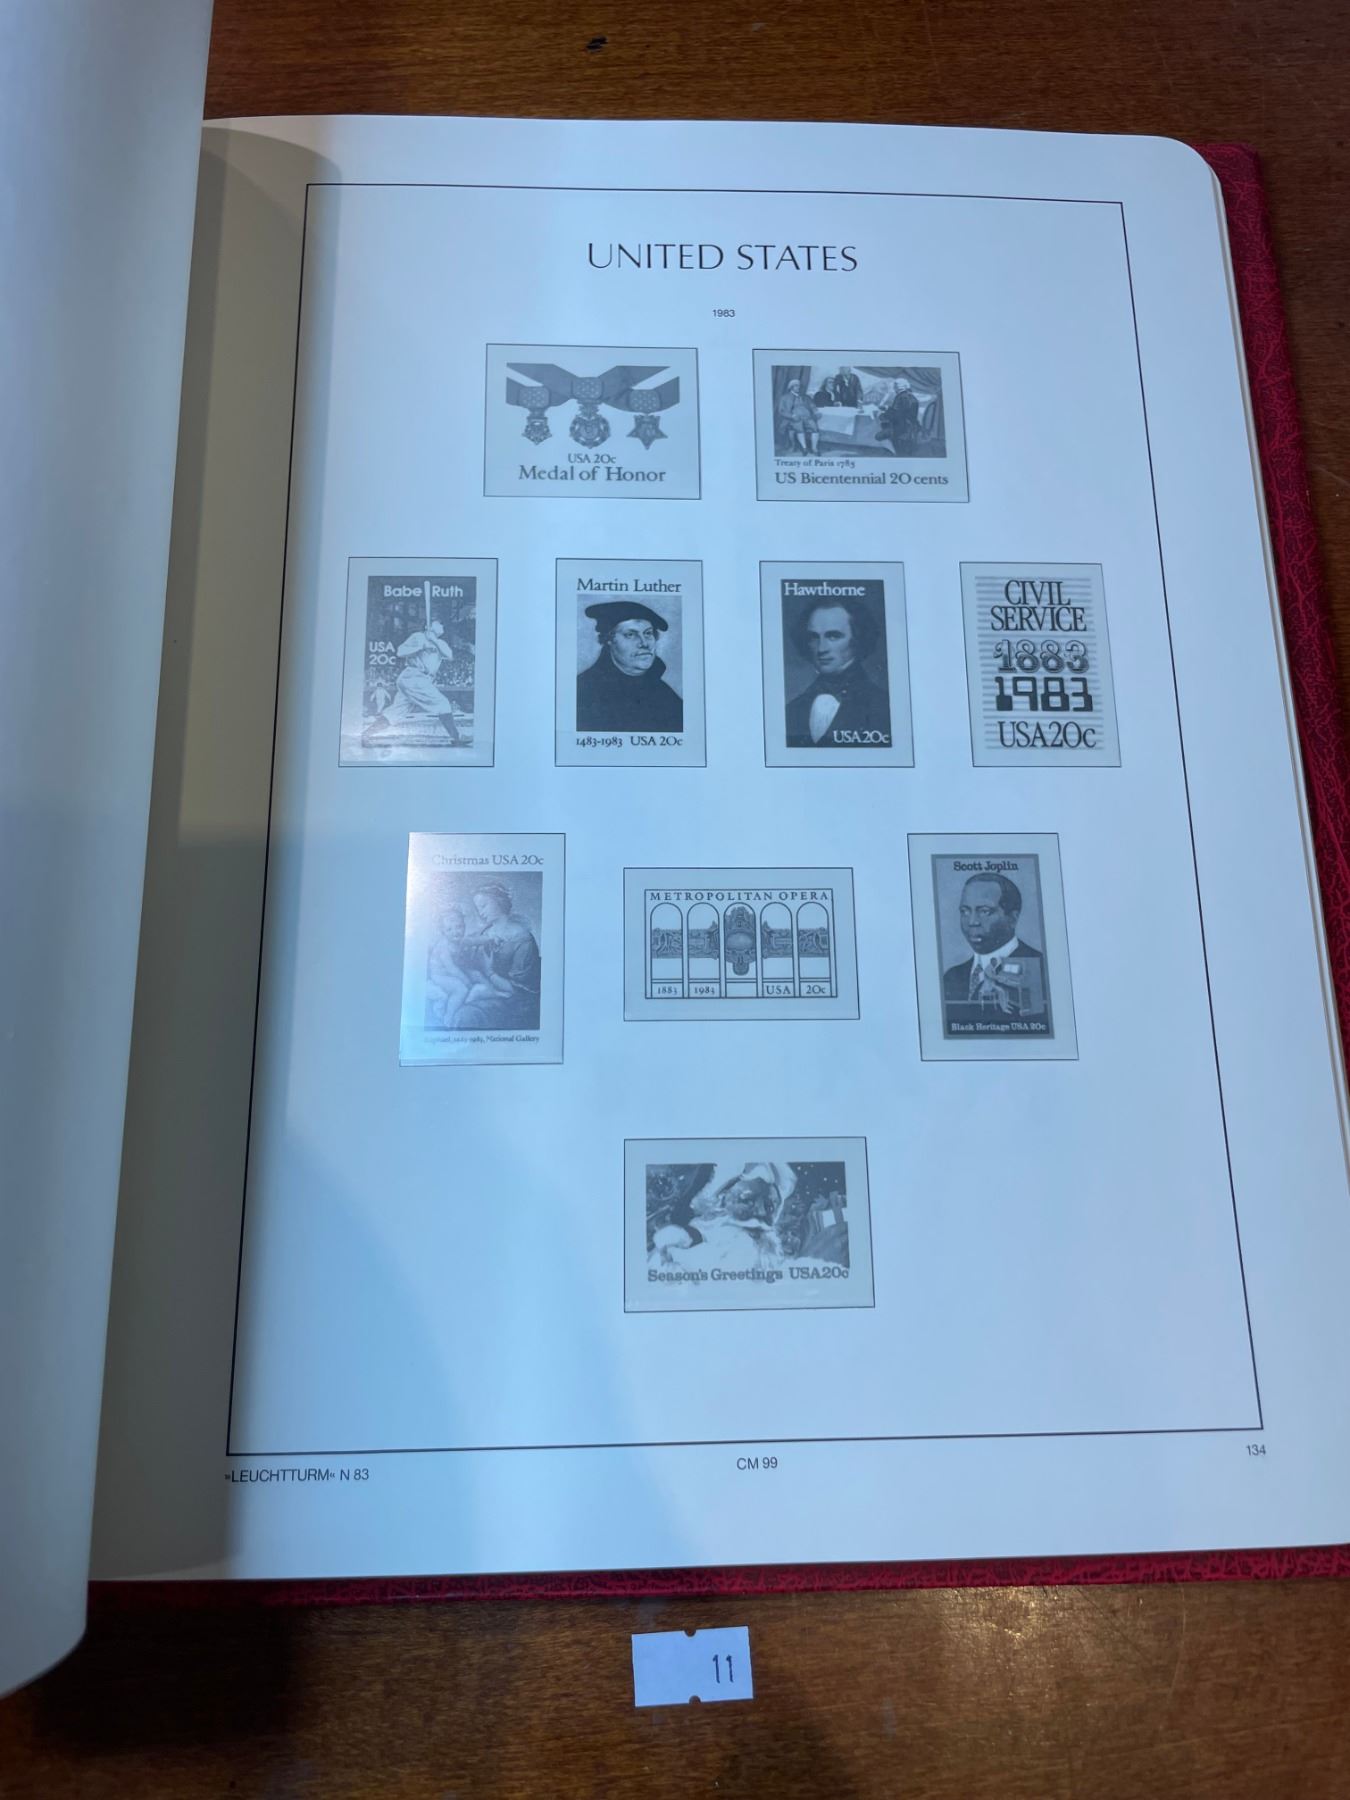 UNITED STATES
1983
USA 20c
Medal of Honor
Treaty of Paris 1783
US Bicentennial 20 cents
Babe Ruth
USA
20c
Martin Luther
1483-1983 USA 20c
Hawthorne
USA 20c
CIVIL
SERVICE
1883
1983
USA 20c
Christmas USA 20c
Raphael, 1483-1983, National Gallery
METROPOLITAN OPERA
1883 1983 USA 20c
Scott Joplin
Black Heritage USA 20c
Season's Greetings USA 20c
»LEUCHTTURM« N 83
CM 99
134
11